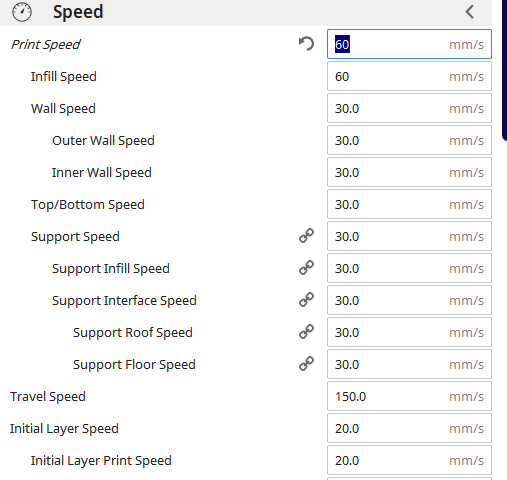 Speed
Print Speed 60 mm/s
Infill Speed 60 mm/s
Wall Speed 30.0 mm/s
Outer Wall Speed 30.0 mm/s
Inner Wall Speed 30.0 mm/s
Top/Bottom Speed 30.0 mm/s
Support Speed 30.0 mm/s
Support Infill Speed 30.0 mm/s
Support Interface Speed 30.0 mm/s
Support Roof Speed 30.0 mm/s
Support Floor Speed 30.0 mm/s
Travel Speed 150.0 mm/s
Initial Layer Speed 20.0 mm/s
Initial Layer Print Speed 20.0 mm/s